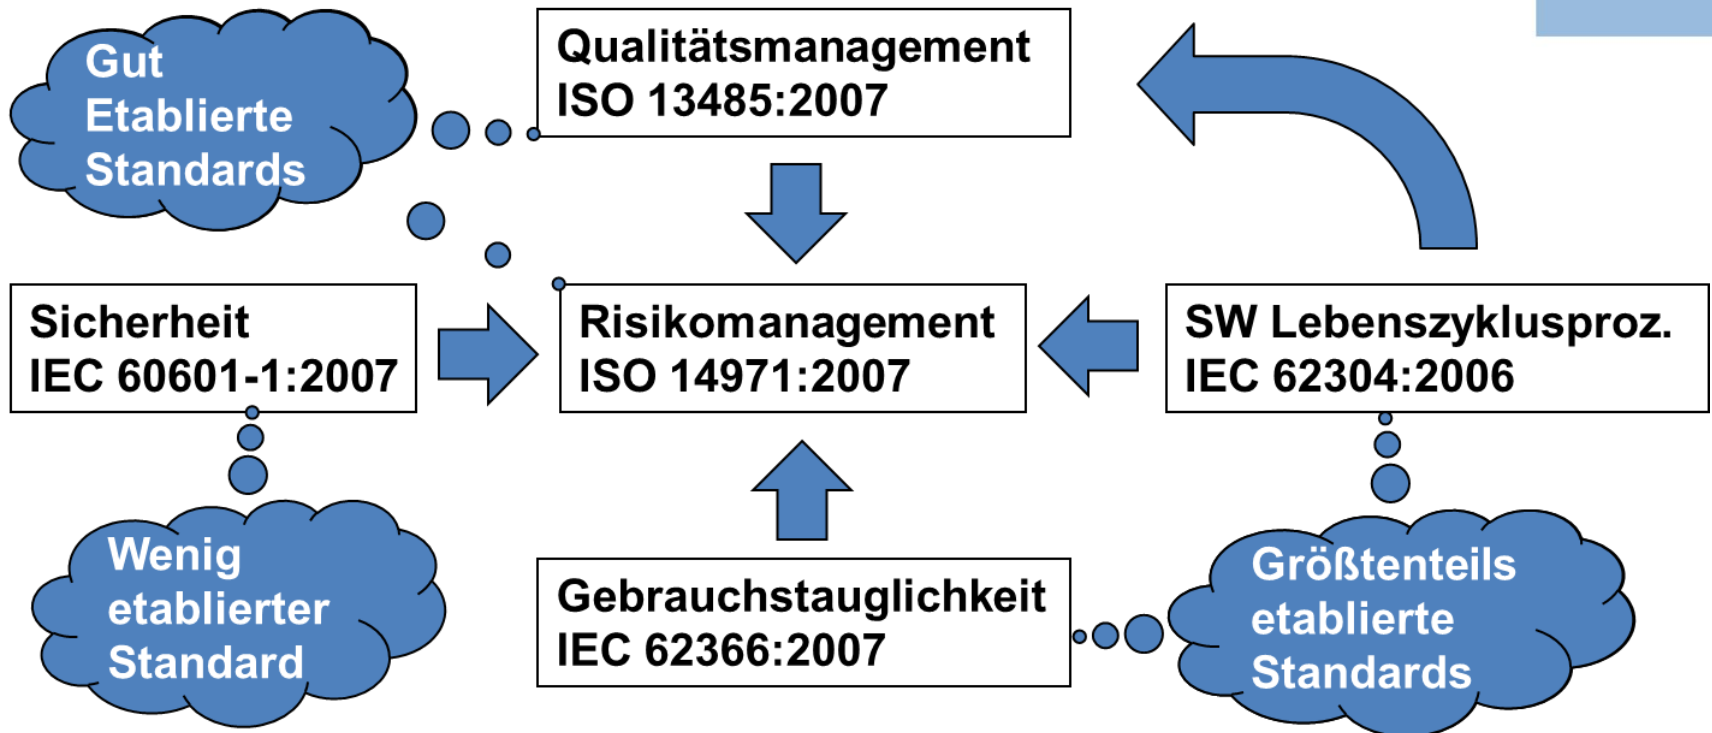 Gut
Etablierte
Standards
Qualitätsmanagement
ISO 13485:2007
Sicherheit
IEC 60601-1:2007
Risikomanagement
ISO 14971:2007
SW Lebenszyklusproz.
IEC 62304:2006
Wenig
etablierter
Standard
Gebrauchstauglichkeit
IEC 62366:2007
Größtenteils
etablierte
Standards